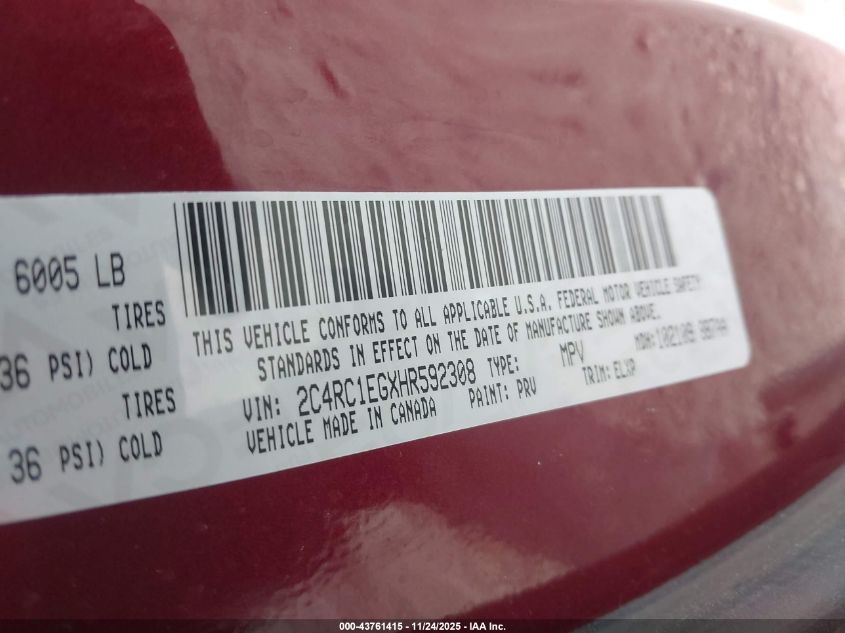 6005 LB
TIRES
36 PSI) COLD
TIRES
36 PSI) COLD
THIS VEHICLE CONFORMS TO ALL APPLICABLE U.S.A. FEDERAL MOTOR VEHICLE SAFETY
STANDARDS IN EFFECT ON THE DATE OF MANUFACTURE SHOWN ABOVE.
VIN: 2C4RC1EGXHR592308 TYPE: MPV MDH:
VEHICLE MADE IN CANADA PAINT: PRV TRIM: ELXP
000-43761415 - 11/24/2025 - IAA Inc.